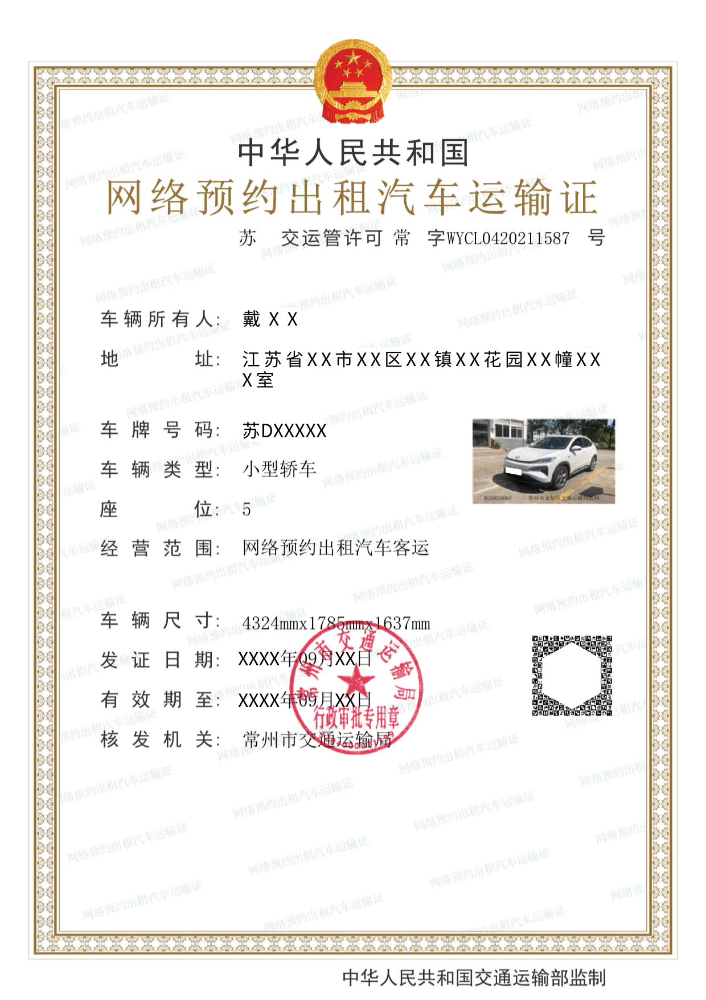 中华人民共和国
网络预约出租汽车运输证
苏 交运管许可 常 字WYCL0420211587 号
车辆所有人: 戴XX
地址: 江苏省XX市XX区XX镇XX花园XX幢XX
X室
车牌号码: 苏DXXXXX
车辆类型: 小型轿车
座位: 5
经营范围: 网络预约出租汽车客运
车辆尺寸: 4324mmx1785mmx1637mm
发证日期: XXXX年09月XX日
有效期至: XXXX年09月XX日
核发机关: 常州市交通运输局
常州市交通运输局
行政审批专用章
中华人民共和国交通运输部监制